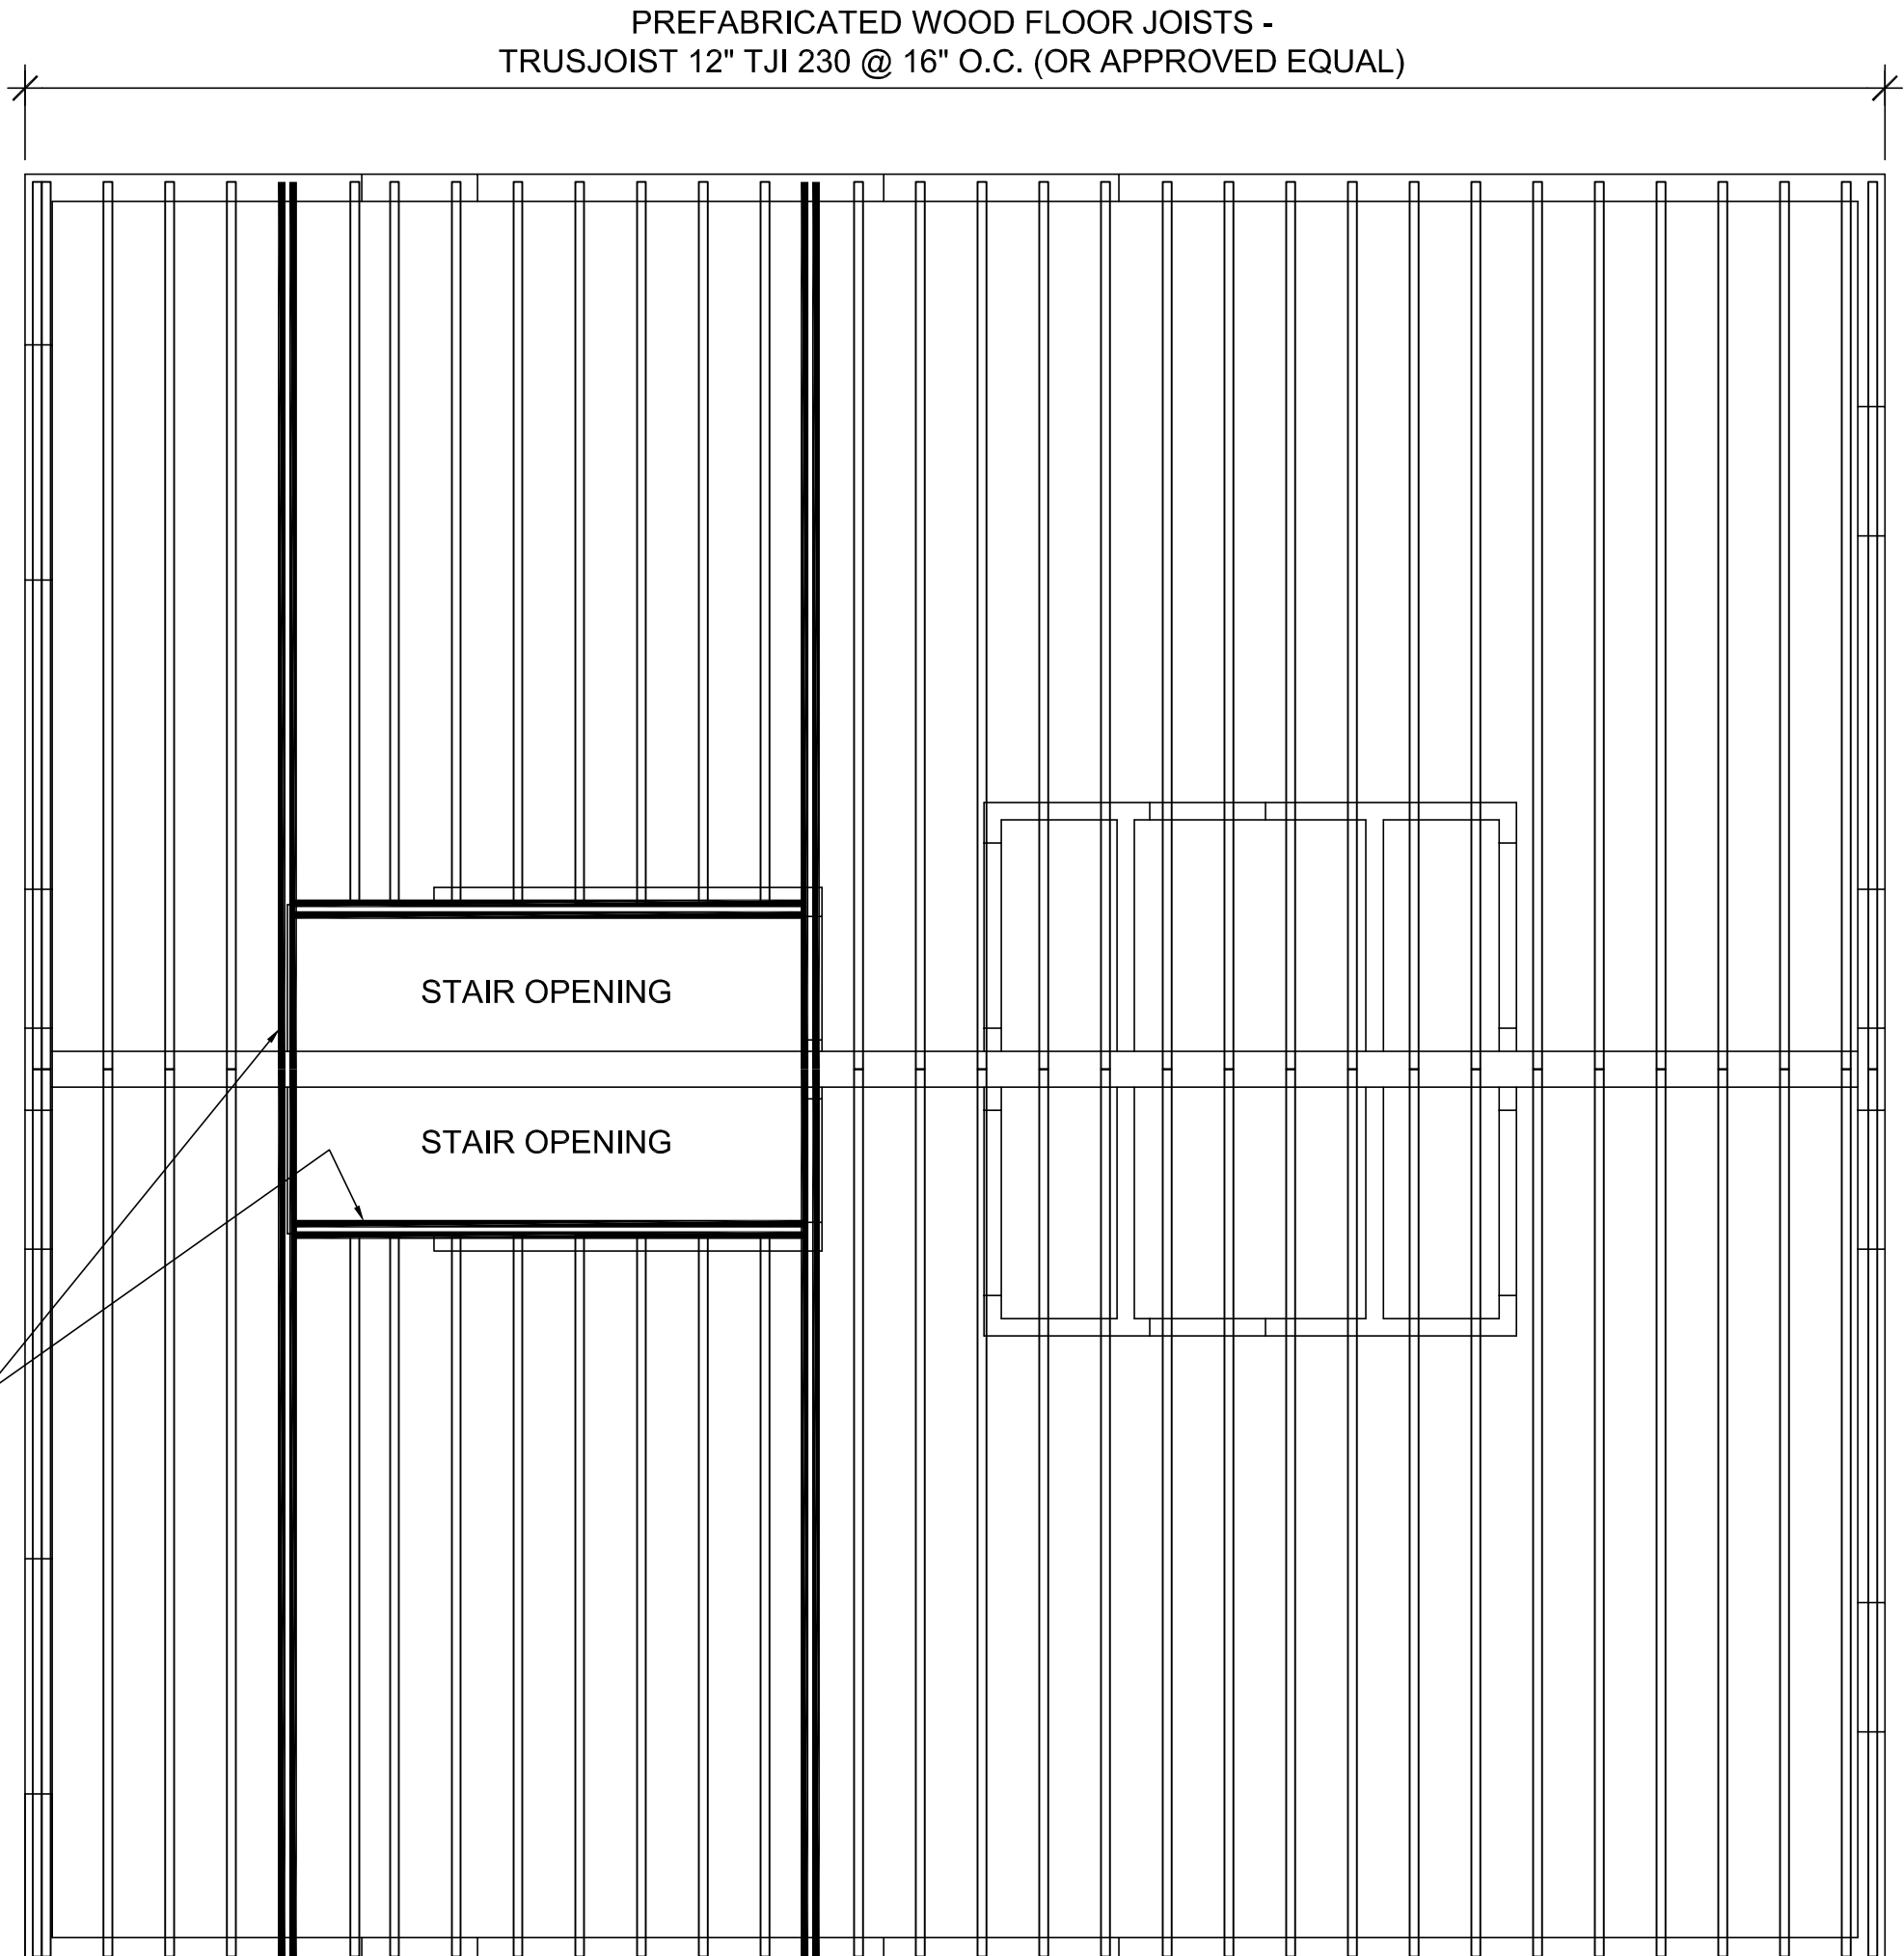 PREFABRICATED WOOD FLOOR JOISTS -
TRUSJOIST 12" TJI 230 @ 16" O.C. (OR APPROVED EQUAL)
STAIR OPENING
STAIR OPENING